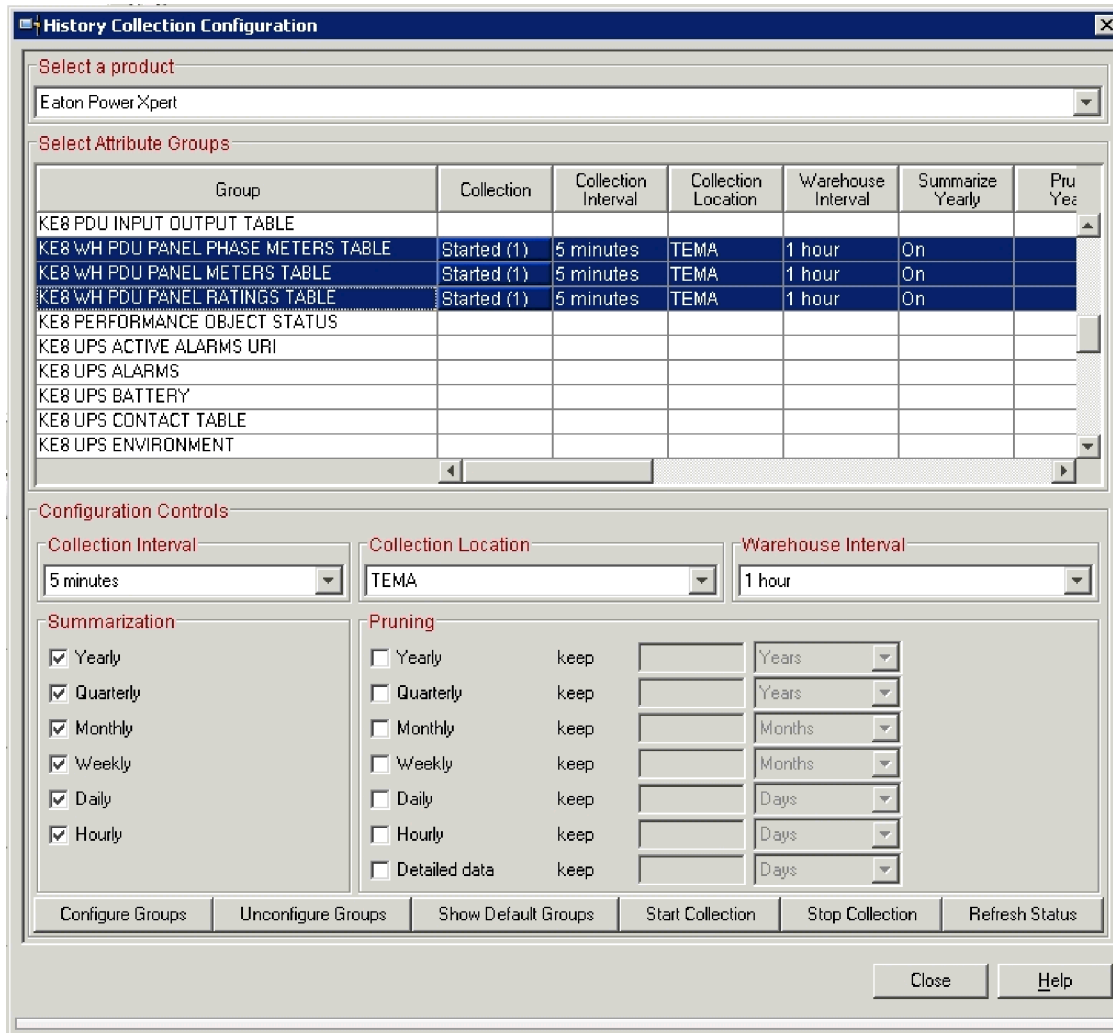 History Collection Configuration
Select a product
Eaton Power Xpert
Select Attribute Groups
Group Collection Collection Interval Collection Location Warehouse Interval Summarize Yearly Pru Yea
KE8 PDU INPUT OUTPUT TABLE
KE8 WH PDU PANEL PHASE METERS TABLE Started (1) 5 minutes TEMA 1 hour On
KE8 WH PDU PANEL METERS TABLE Started (1) 5 minutes TEMA 1 hour On
KE8 WH PDU PANEL RATINGS TABLE Started (1) 5 minutes TEMA 1 hour On
KE8 PERFORMANCE OBJECT STATUS
KE8 UPS ACTIVE ALARMS URI
KE8 UPS ALARMS
KE8 UPS BATTERY
KE8 UPS CONTACT TABLE
KE8 UPS ENVIRONMENT
Configuration Controls
Collection Interval Collection Location Warehouse Interval
5 minutes TEMA 1 hour
Summarization Pruning
Yearly Yearly keep Years
Quarterly Quarterly keep Years
Monthly Monthly keep Months
Weekly Weekly keep Months
Daily Daily keep Days
Hourly Hourly keep Days
Detailed data keep Days
Configure Groups Unconfigure Groups Show Default Groups Start Collection Stop Collection Refresh Status
Close Help